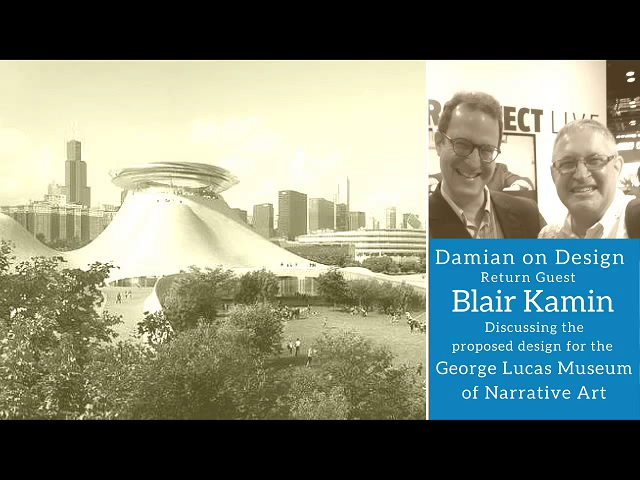 ECT LIVE
Damian on Design
Return Guest
Blair Kamin
Discussing the
proposed design for the
George Lucas Museum
of Narrative Art